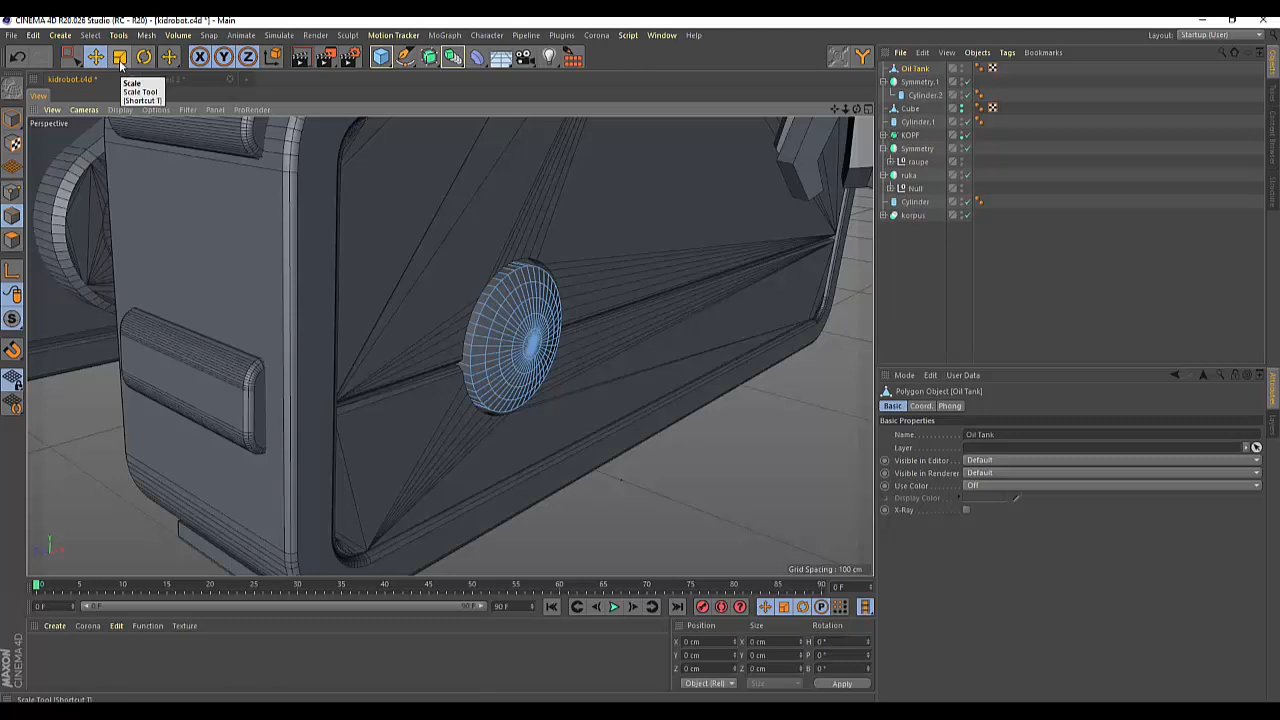 CINEMA 4D R20.026 Studio (RC - R20) - [kidrobot.c4d *] - Main
File Edit Create Select Tools Mesh Volume Snap Animate Simulate Render Sculpt Motion Tracker MoGraph Character Pipeline Plugins Corona Script Window Help
Layout: Startup (User)
X Y Z
File Edit View Objects Tags Bookmarks
kidrobot.c4d *
Scale
Scale Tool
[Shortcut T]
View
View Cameras Display Options Filter Panel ProRender
Perspective
Oil Tank
Symmetry.1
Cylinder.2
Cube
Cylinder.1
KOPF
Symmetry
raupe
ruka
Null
Cylinder
korpus
Mode Edit User Data
Polygon Object [Oil Tank]
Basic Coord. Phong
Basic Properties
Name Oil Tank
Layer
Visible in Editor Default
Visible in Renderer Default
Use Color Off
Display Color
X-Ray
Grid Spacing : 100 cm
0 5 10 15 20 25 30 35 40 45 50 55 60 65 70 75 80 85 90 0 F
0 F 0 F 90 F 90 F
Create Corona Edit Function Texture
Position Size Rotation
X 0 cm X 0 cm H 0 °
Y 0 cm Y 0 cm P 0 °
Z 0 cm Z 0 cm B 0 °
Object (Rel) Size Apply
MAXON CINEMA 4D
Scale Tool [Shortcut T]